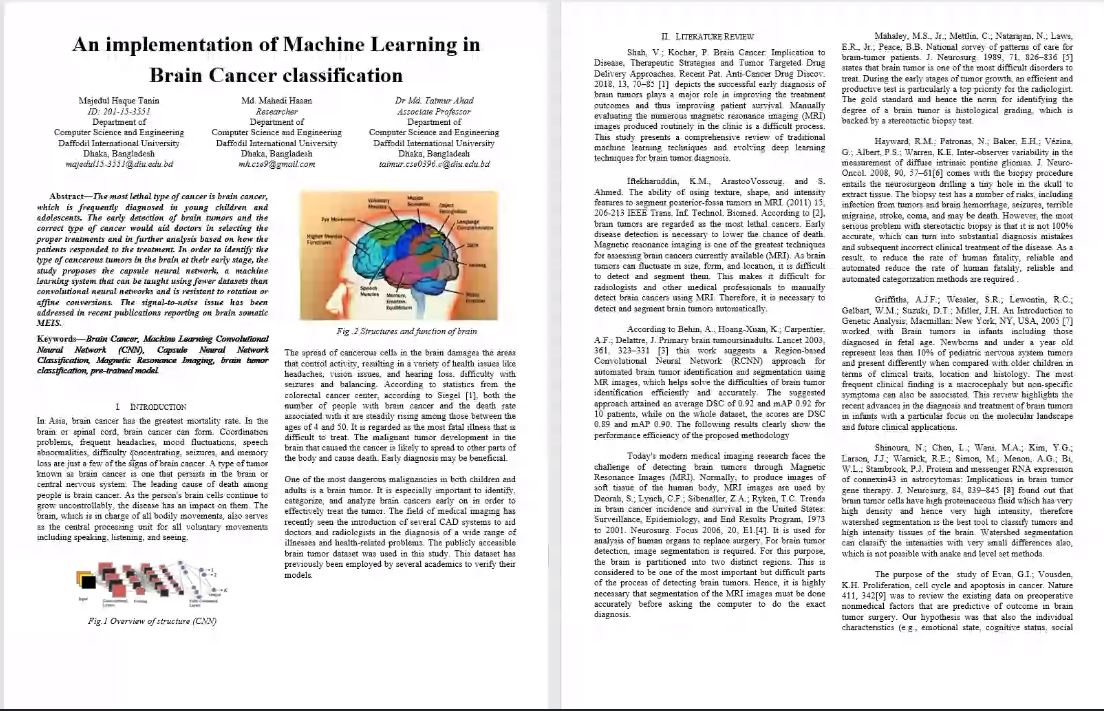 An implementation of Machine Learning in
Brain Cancer classification
Majedul Haque Tanin
ID: 201-15-3551
Department of
Computer Science and Engineering
Daffodil International University
Dhaka, Bangladesh
majedul15-3551@diu.edu.bd
Md. Mahedi Hasan
Researcher
Department of
Computer Science and Engineering
Daffodil International University
Dhaka, Bangladesh
mh.cse9@gmail.com
Dr Md. Taimur Ahad
Associate Professor
Department of
Computer Science and Engineering
Daffodil International University
Dhaka, Bangladesh
taimur.cse0396.c@diu.edu.bd
Abstract—The most lethal type of cancer is brain cancer,
which is frequently diagnosed in young children and
adolescents. The early detection of brain tumors and the
correct type of cancer would aid doctors in selecting the
proper treatments and in further analysis based on how the
patients responded to the treatment. In order to identify the
type of cancerous tumors in the brain at their early stage, the
study proposes the capsule neural network, a machine
learning system that can be taught using fewer datasets than
convolutional neural networks and is resistant to rotation or
affine conversions. The signal-to-noise issue has been
addressed in recent publications reporting on brain somatic
MEIS.
Keywords—Brain Cancer, Machine Learning Convolutional
Neural Network (CNN), Capsule Neural Network
Classification, Magnetic Resonance Imaging, brain tumor
classification, pre-trained model
I INTRODUCTION
In Asia, brain cancer has the greatest mortality rate. In the
brain or spinal cord, brain cancer can form. Coordination
problems, frequent headaches, mood fluctuations, speech
abnormalities, difficulty concentrating, seizures, and memory
loss are just a few of the signs of brain cancer. A type of tumor
known as brain cancer is one that persists in the brain or
central nervous system. The leading cause of death among
people is brain cancer. As the person's brain cells continue to
grow uncontrollably, the disease has an impact on them. The
brain, which is in charge of all bodily movements, also serves
as the central processing unit for all voluntary movements
including speaking, listening, and seeing.
Fig.1 Overview of structure (CNN)
Eye Movement
Higher Mental
Functions
Speech
Muscles
Fig .2 Structures and function of brain
The spread of cancerous cells in the brain damages the areas
that control activity, resulting in a variety of health issues like
headaches, vision issues, and hearing loss, difficulty with
seizures and balancing. According to statistics from the
colorectal cancer center, according to Siegel [1], both the
number of people with brain cancer and the death rate
associated with it are steadily rising among those between the
ages of 4 and 50. It is regarded as the most fatal illness that is
difficult to treat. The malignant tumor development in the
brain that caused the cancer is likely to spread to other parts of
the body and cause death. Early diagnosis may be beneficial.
One of the most dangerous malignancies in both children and
adults is a brain tumor. It is especially important to identify,
categorize, and analyze brain cancers early on in order to
effectively treat the tumor. The field of medical imaging has
recently seen the introduction of several CAD systems to aid
doctors and radiologists in the diagnosis of a wide range of
illnesses and health-related problems. The publicly accessible
brain tumor dataset was used in this study. This dataset has
previously been employed by several academics to verify their
models.
II. LITERATURE REVIEW
Shah, V.; Kochar, P. Brain Cancer: Implication to
Disease, Therapeutic Strategies and Tumor Targeted Drug
Delivery Approaches. Recent Pat. Anti-Cancer Drug Discov.
2018, 13, 70–85 [1] depicts the successful early diagnosis of
brain tumors plays a major role in improving the treatment
outcomes and thus improving patient survival. Manually
evaluating the numerous magnetic resonance imaging (MRI)
images produced routinely in the clinic is a difficult process.
This study presents a comprehensive review of traditional
machine learning techniques and evolving deep learning
techniques for brain tumor diagnosis.
Iftekharuddin, K.M., ArastooVossoug, and S.
Ahmed. The ability of using texture, shape, and intensity
features to segment posterior-fossa tumors in MRI. (2011) 15,
206-213 IEEE Trans. Inf. Technol. Biomed. According to [2],
brain tumors are regarded as the most lethal cancers. Early
disease detection is necessary to lower the chance of death.
Magnetic resonance imaging is one of the greatest techniques
for assessing brain cancers currently available (MRI). As brain
tumors can fluctuate in size, form, and location, it is difficult
to detect and segment them. This makes it difficult for
radiologists and other medical professionals to manually
detect brain cancers using MRI. Therefore, it is necessary to
detect and segment brain tumors automatically.
According to Behin, A.; Hoang-Xuan, K.; Carpentier,
A.F.; Delattre, J. Primary brain tumoursinadults. Lancet 2003,
361, 323–331 [3] this work suggests a Region-based
Convolutional Neural Network (RCNN) approach for
automated brain tumor identification and segmentation using
MR images, which helps solve the difficulties of brain tumor
identification efficiently and accurately. The suggested
approach attained an average DSC of 0.92 and mAP 0.92 for
10 patients, while on the whole dataset, the scores are DSC
0.89 and mAP 0.90. The following results clearly show the
performance efficiency of the proposed methodology
Today's modern medical imaging research faces the
challenge of detecting brain tumors through Magnetic
Resonance Images (MRI). Normally, to produce images of
soft tissue of the human body, MRI images are used by
Deorah, S.; Lynch, C.F.; Sibenaller, Z.A.; Ryken, T.C. Trends
in brain cancer incidence and survival in the United States:
Surveillance, Epidemiology, and End Results Program, 1973
to 2001. Neurosurg. Focus 2006, 20, E1.[4]. It is used for
analysis of human organs to replace surgery. For brain tumor
detection, image segmentation is required. For this purpose,
the brain is partitioned into two distinct regions. This is
considered to be one of the most important but difficult parts
of the process of detecting brain tumors. Hence, it is highly
necessary that segmentation of the MRI images must be done
accurately before asking the computer to do the exact
diagnosis.
Mahaley, M.S., Jr.; Mettlin, C.; Natarajan, N.; Laws,
E.R., Jr.; Peace, B.B. National survey of patterns of care for
brain-tumor patients. J. Neurosurg. 1989, 71, 826–836 [5]
states that brain tumor is one of the most difficult disorders to
treat. During the early stages of tumor growth, an efficient and
productive test is particularly a top priority for the radiologist.
The gold standard and hence the norm for identifying the
degree of a brain tumor is histological grading, which is
backed by a stereotactic biopsy test.
Hayward, R.M.; Patronas, N.; Baker, E.H.; Vézina,
G.; Albert, P.S.; Warren, K.E. Inter-observer variability in the
measurement of diffuse intrinsic pontine gliomas. J. Neuro-
Oncol. 2008, 90, 57–61[6] comes with the biopsy procedure
entails the neurosurgeon drilling a tiny hole in the skull to
extract tissue. The biopsy test has a number of risks, including
infection from tumors and brain hemorrhage, seizures, terrible
migraine, stroke, coma, and may be death. However, the most
serious problem with stereotactic biopsy is that it is not 100%
accurate, which can turn into substantial diagnosis mistakes
and subsequent incorrect clinical treatment of the disease. As a
result, to reduce the rate of human fatality, reliable and
automated reduce the rate of human fatality, reliable and
automated categorization methods are required .
Griffiths, A.J.F.; Wessler, S.R.; Lewontin, R.C.;
Gelbart, W.M.; Suzuki, D.T.; Miller, J.H. An Introduction to
Genetic Analysis; Macmillan: New York, NY, USA, 2005 [7]
worked with Brain tumors in infants including those
diagnosed in fetal age. Newborns and under a year old
represent less than 10% of pediatric nervous system tumors
and present differently when compared with older children in
terms of clinical traits, location and histology. The most
frequent clinical finding is a macrocephaly but non-specific
symptoms can also be associated. This review highlights the
recent advances in the diagnosis and treatment of brain tumors
in infants with a particular focus on the molecular landscape
and future clinical applications.
Shinoura, N.; Chen, L.; Wani, M.A.; Kim, Y.G.;
Larson, J.J.; Warnick, R.E.; Simon, M.; Menon, A.G.; Bi,
W.L.; Stambrook, P.J. Protein and messenger RNA expression
of connexin43 in astrocytomas: Implications in brain tumor
gene therapy. J. Neurosurg, 84, 839–845 [8] found out that
brain tumor cells have high proteinaceous fluid which has very
high density and hence very high intensity, therefore
watershed segmentation is the best tool to classify tumors and
high intensity tissues of the brain. Watershed segmentation
can classify the intensities with very small differences also,
which is not possible with snake and level set methods.
The purpose of the study of Evan, G.I.; Vousden,
K.H. Proliferation, cell cycle and apoptosis in cancer. Nature
411, 342[9] was to review the existing data on preoperative
nonmedical factors that are predictive of outcome in brain
tumor surgery. Our hypothesis was that also the individual
characteristics (e.g., emotional state, cognitive status, social